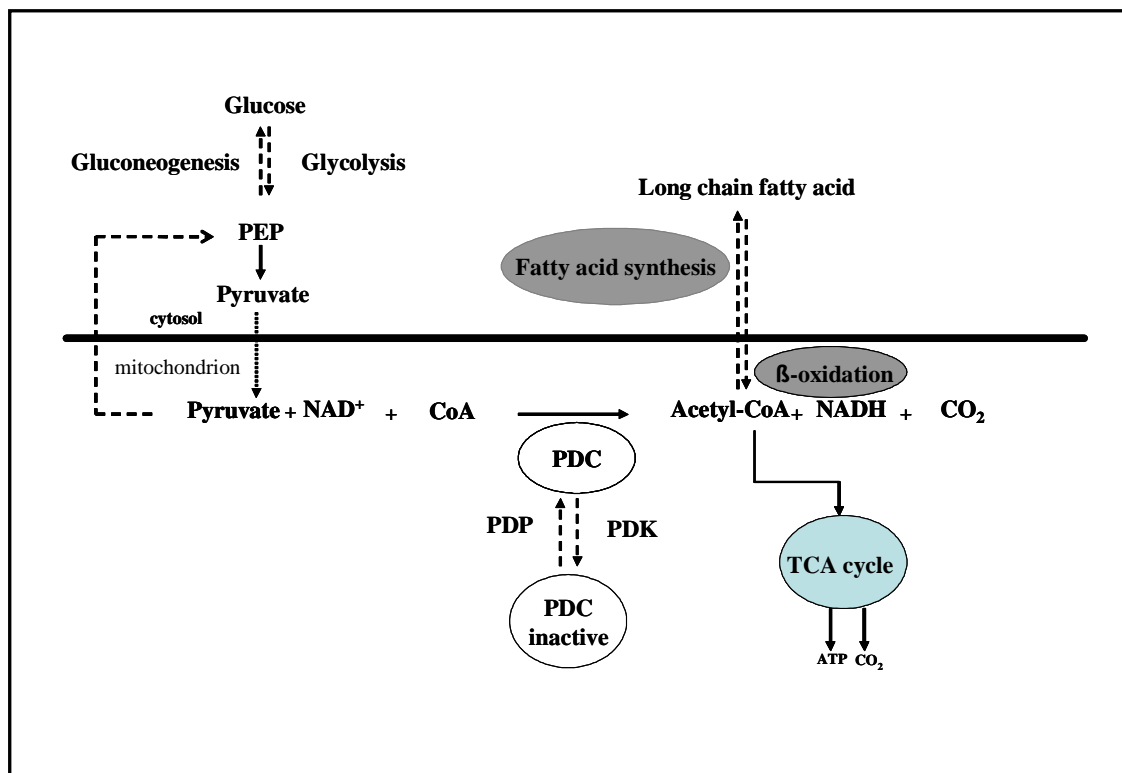 Glucose
Gluconeogenesis Glycolysis
Long chain fatty acid
PEP
Fatty acid synthesis
Pyruvate
cytosol
mitochondrion
ß-oxidation
Pyruvate + NAD⁺ + CoA Acetyl-CoA + NADH + CO₂
PDC
PDP PDK
TCA cycle
PDC
inactive
ATP CO₂